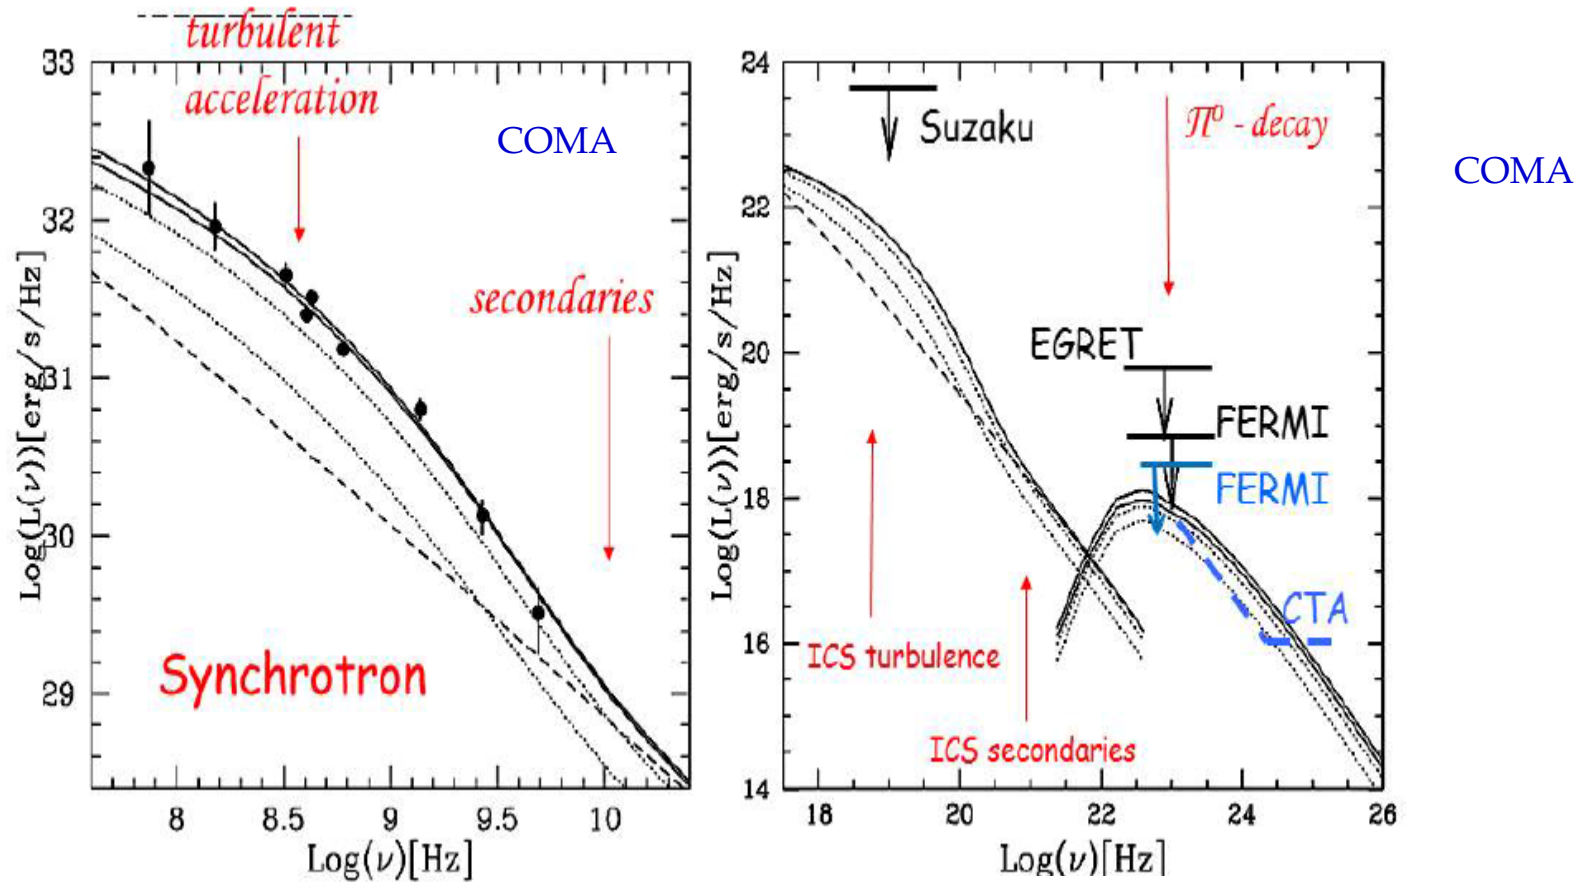 turbulent
acceleration
COMA
secondaries
Synchrotron
33
32
31
30
29
Log(L(ν))[erg/s/Hz]
8
8.5
9
9.5
10
Log(ν)[Hz]
Suzaku
π⁰ - decay
COMA
EGRET
FERMI
FERMI
CTA
ICS turbulence
ICS secondaries
24
22
20
18
16
14
Log(L(ν))[erg/s/Hz]
18
20
22
24
26
Log(ν)[Hz]